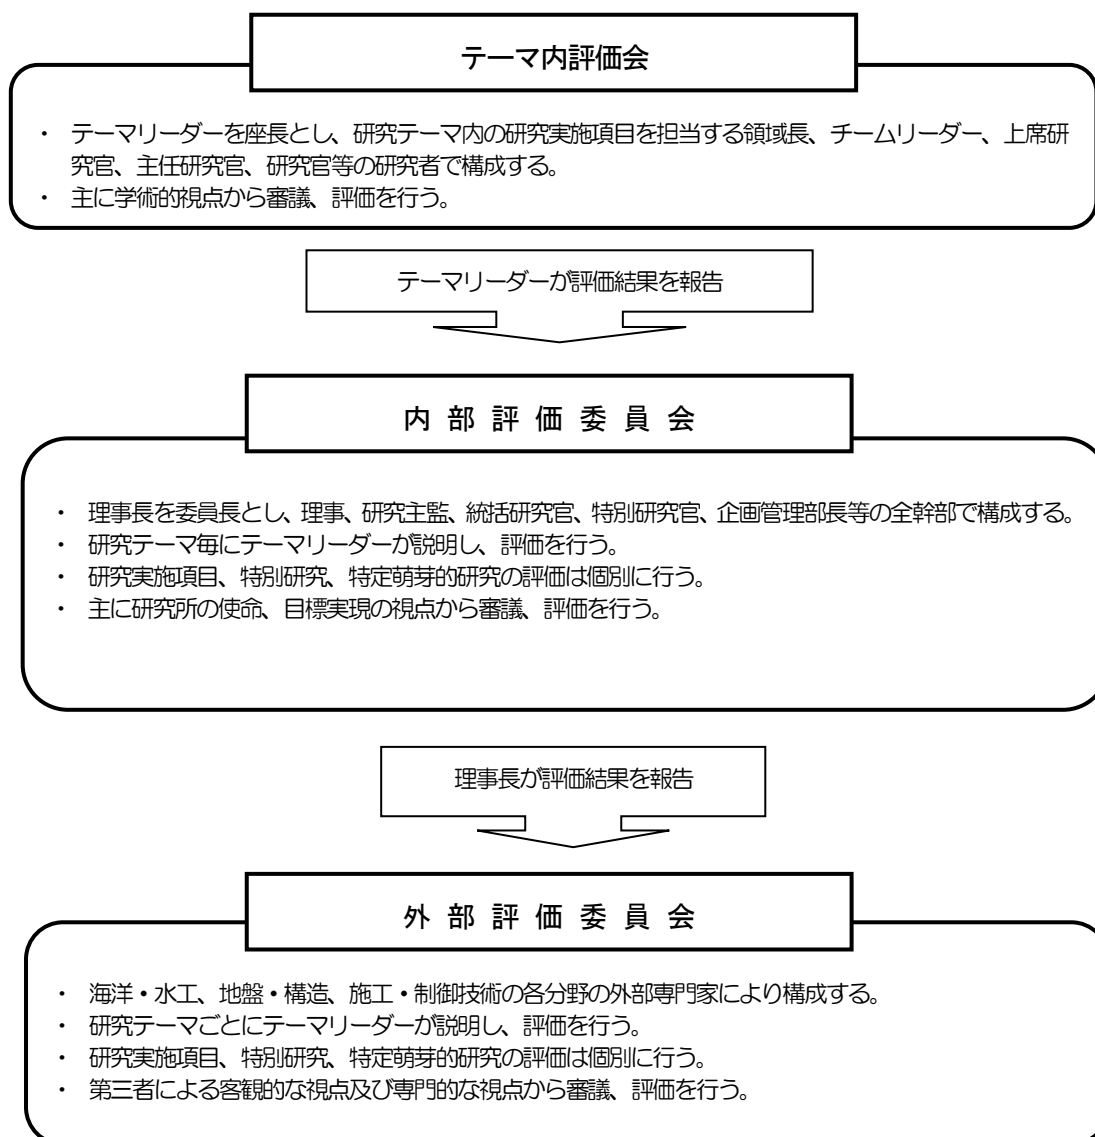 テーマ内評価会
・ テーマリーダーを座長とし、研究テーマ内の研究実施項目を担当する領域長、チームリーダー、上席研
究官、主任研究官、研究官等の研究者で構成する。
・ 主に学術的視点から審議、評価を行う。
テーマリーダーが評価結果を報告
内 部 評 価 委 員 会
・ 理事長を委員長とし、理事、研究主監、統括研究官、特別研究官、企画管理部長等の全幹部で構成する。
・ 研究テーマ毎にテーマリーダーが説明し、評価を行う。
・ 研究実施項目、特別研究、特定萌芽的研究の評価は個別に行う。
・ 主に研究所の使命、目標実現の視点から審議、評価を行う。
理事長が評価結果を報告
外 部 評 価 委 員 会
・ 海洋・水工、地盤・構造、施工・制御技術の各分野の外部専門家により構成する。
・ 研究テーマごとにテーマリーダーが説明し、評価を行う。
・ 研究実施項目、特別研究、特定萌芽的研究の評価は個別に行う。
・ 第三者による客観的な視点及び専門的な視点から審議、評価を行う。